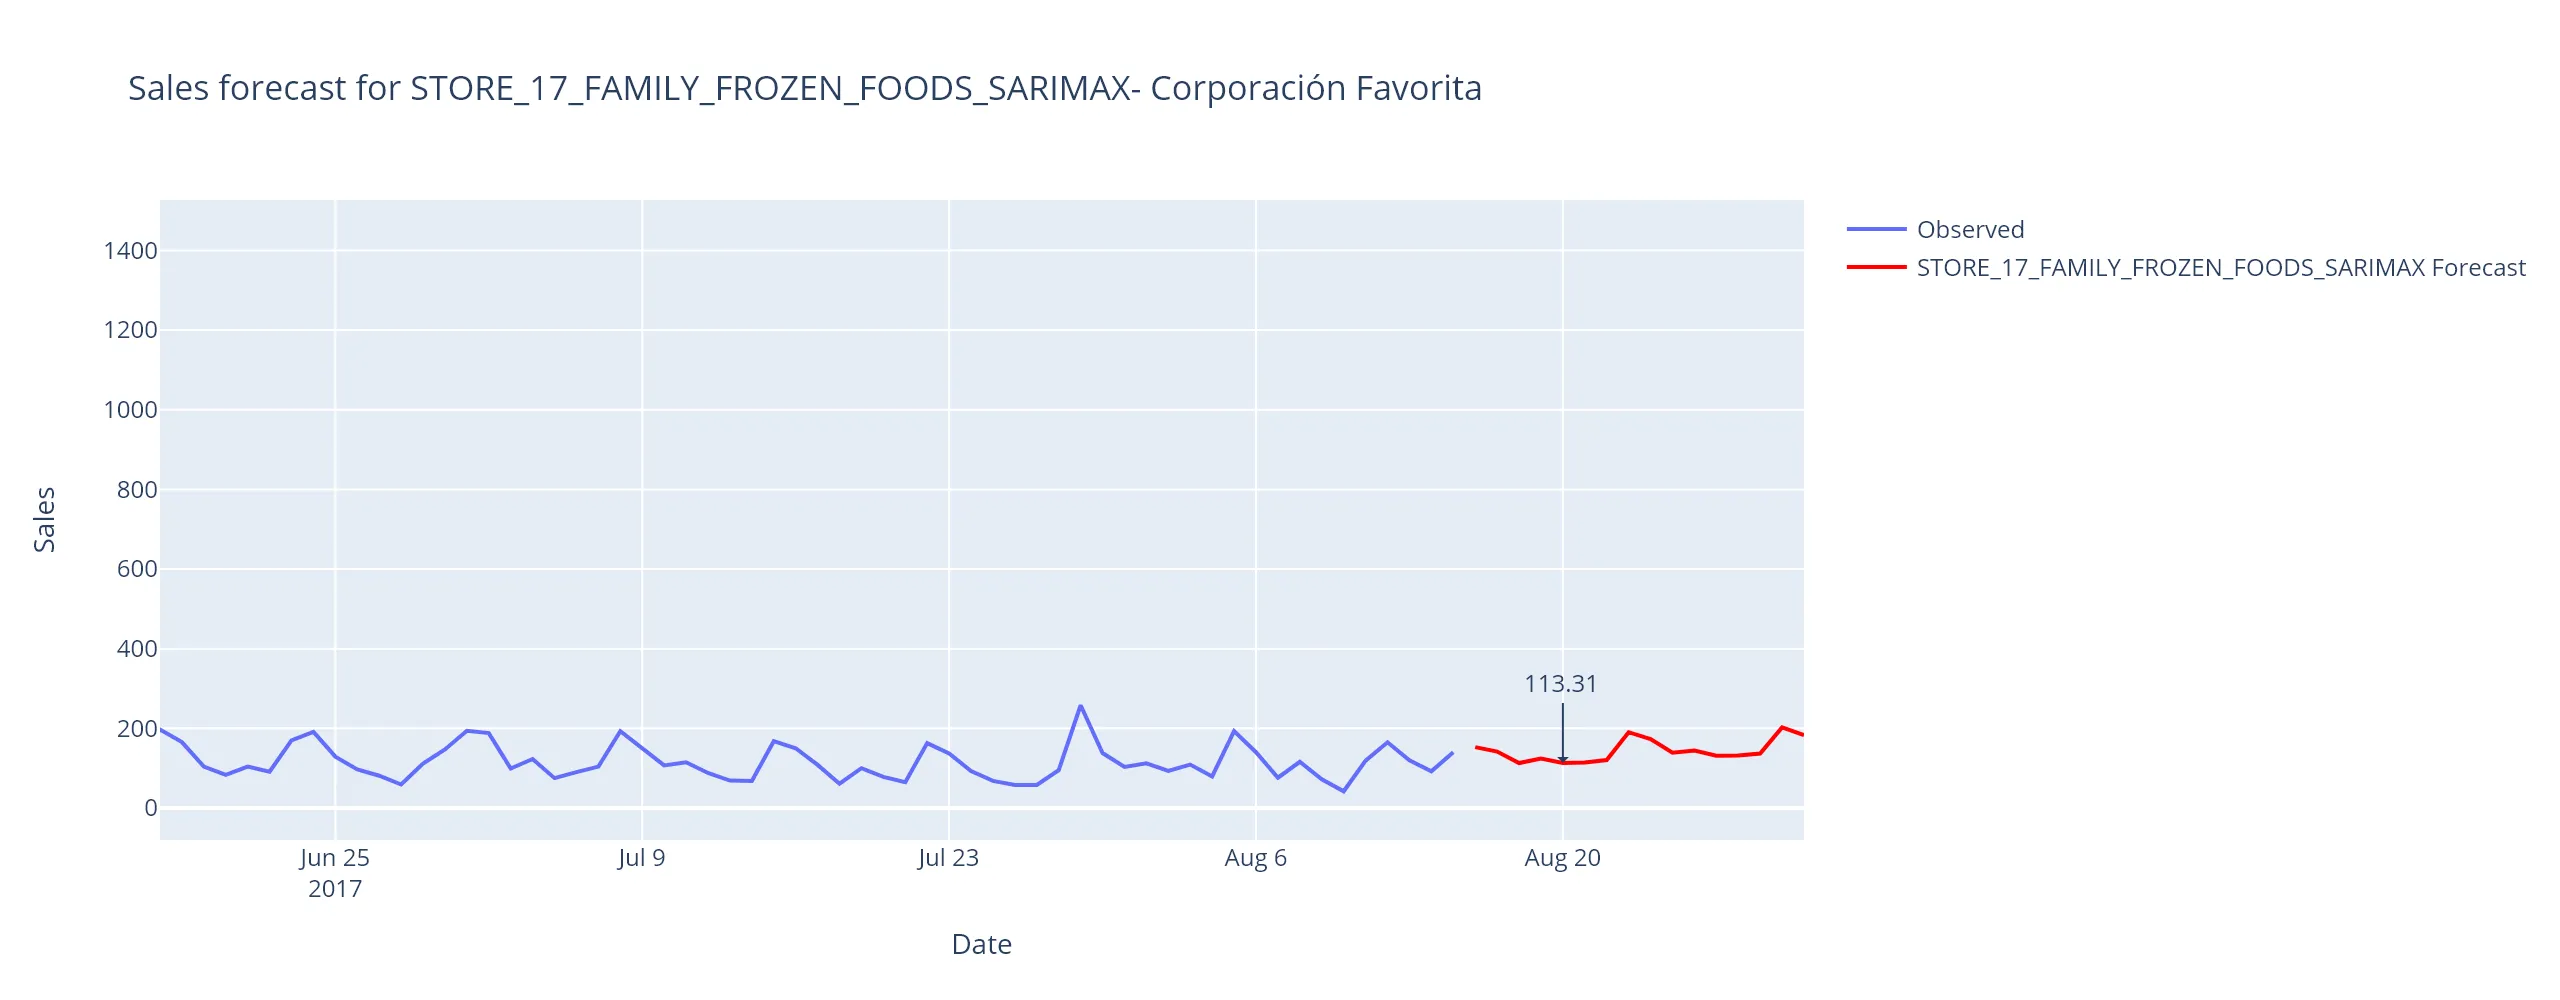 Sales forecast for STORE_17_FAMILY_FROZEN_FOODS_SARIMAX- Corporación Favorita
Observed
STORE_17_FAMILY_FROZEN_FOODS_SARIMAX Forecast
1400
1200
1000
800
600
400
200
0
Sales
113.31
Jun 25
2017
Jul 9
Jul 23
Aug 6
Aug 20
Date